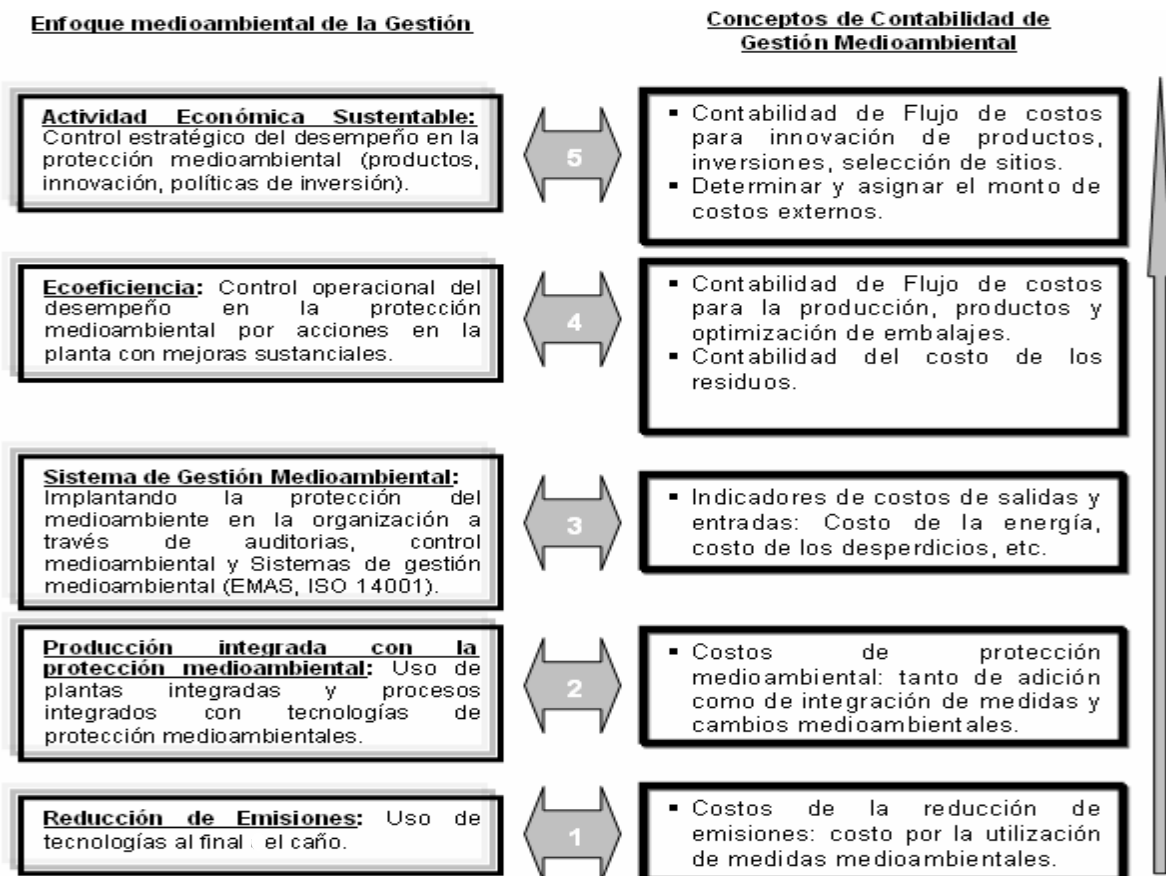 Enfoque medioambiental de la Gestión
Conceptos de Contabilidad de
Gestión Medioambiental
Actividad Económica Sustentable:
Control estratégico del desempeño en la
protección medioambiental (productos,
innovación, políticas de inversión).
5
▪ Contabilidad de Flujo de costos
para innovación de productos,
inversiones, selección de sitios.
▪ Determinar y asignar el monto de
costos externos.
Ecoeficiencia: Control operacional del
desempeño en la protección
medioambiental por acciones en la
planta con mejoras sustanciales.
4
▪ Contabilidad de Flujo de costos
para la producción, productos y
optimización de embalajes.
▪ Contabilidad del costo de los
residuos.
Sistema de Gestión Medioambiental:
Implantando la protección del
medioambiente en la organización a
través de auditorias, control
medioambiental y Sistemas de gestión
medioambiental (EMAS, ISO 14001).
3
▪ Indicadores de costos de salidas y
entradas: Costo de la energía,
costo de los desperdicios, etc.
Producción integrada con la
protección medioambiental: Uso de
plantas integradas y procesos
integrados con tecnologías de
protección medioambientales.
2
▪ Costos de protección
medioambiental: tanto de adición
como de integración de medidas y
cambios medioambientales.
Reducción de Emisiones: Uso de
tecnologías al final el caño.
1
▪ Costos de la reducción de
emisiones: costo por la utilización
de medidas medioambientales.